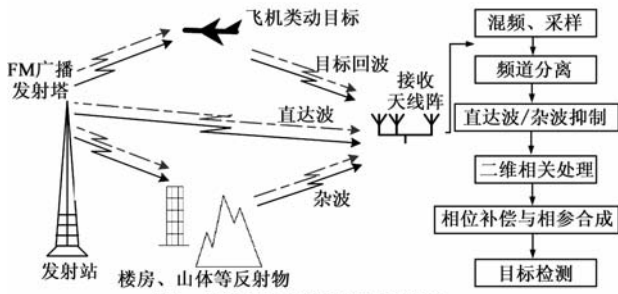 飞机类动目标
FM广播
发射塔
目标回波
接收
天线阵
直达波
杂波
发射站
楼房、山体等反射物
混频、采样
频道分离
直达波/杂波抑制
二维相关处理
相位补偿与相参合成
目标检测